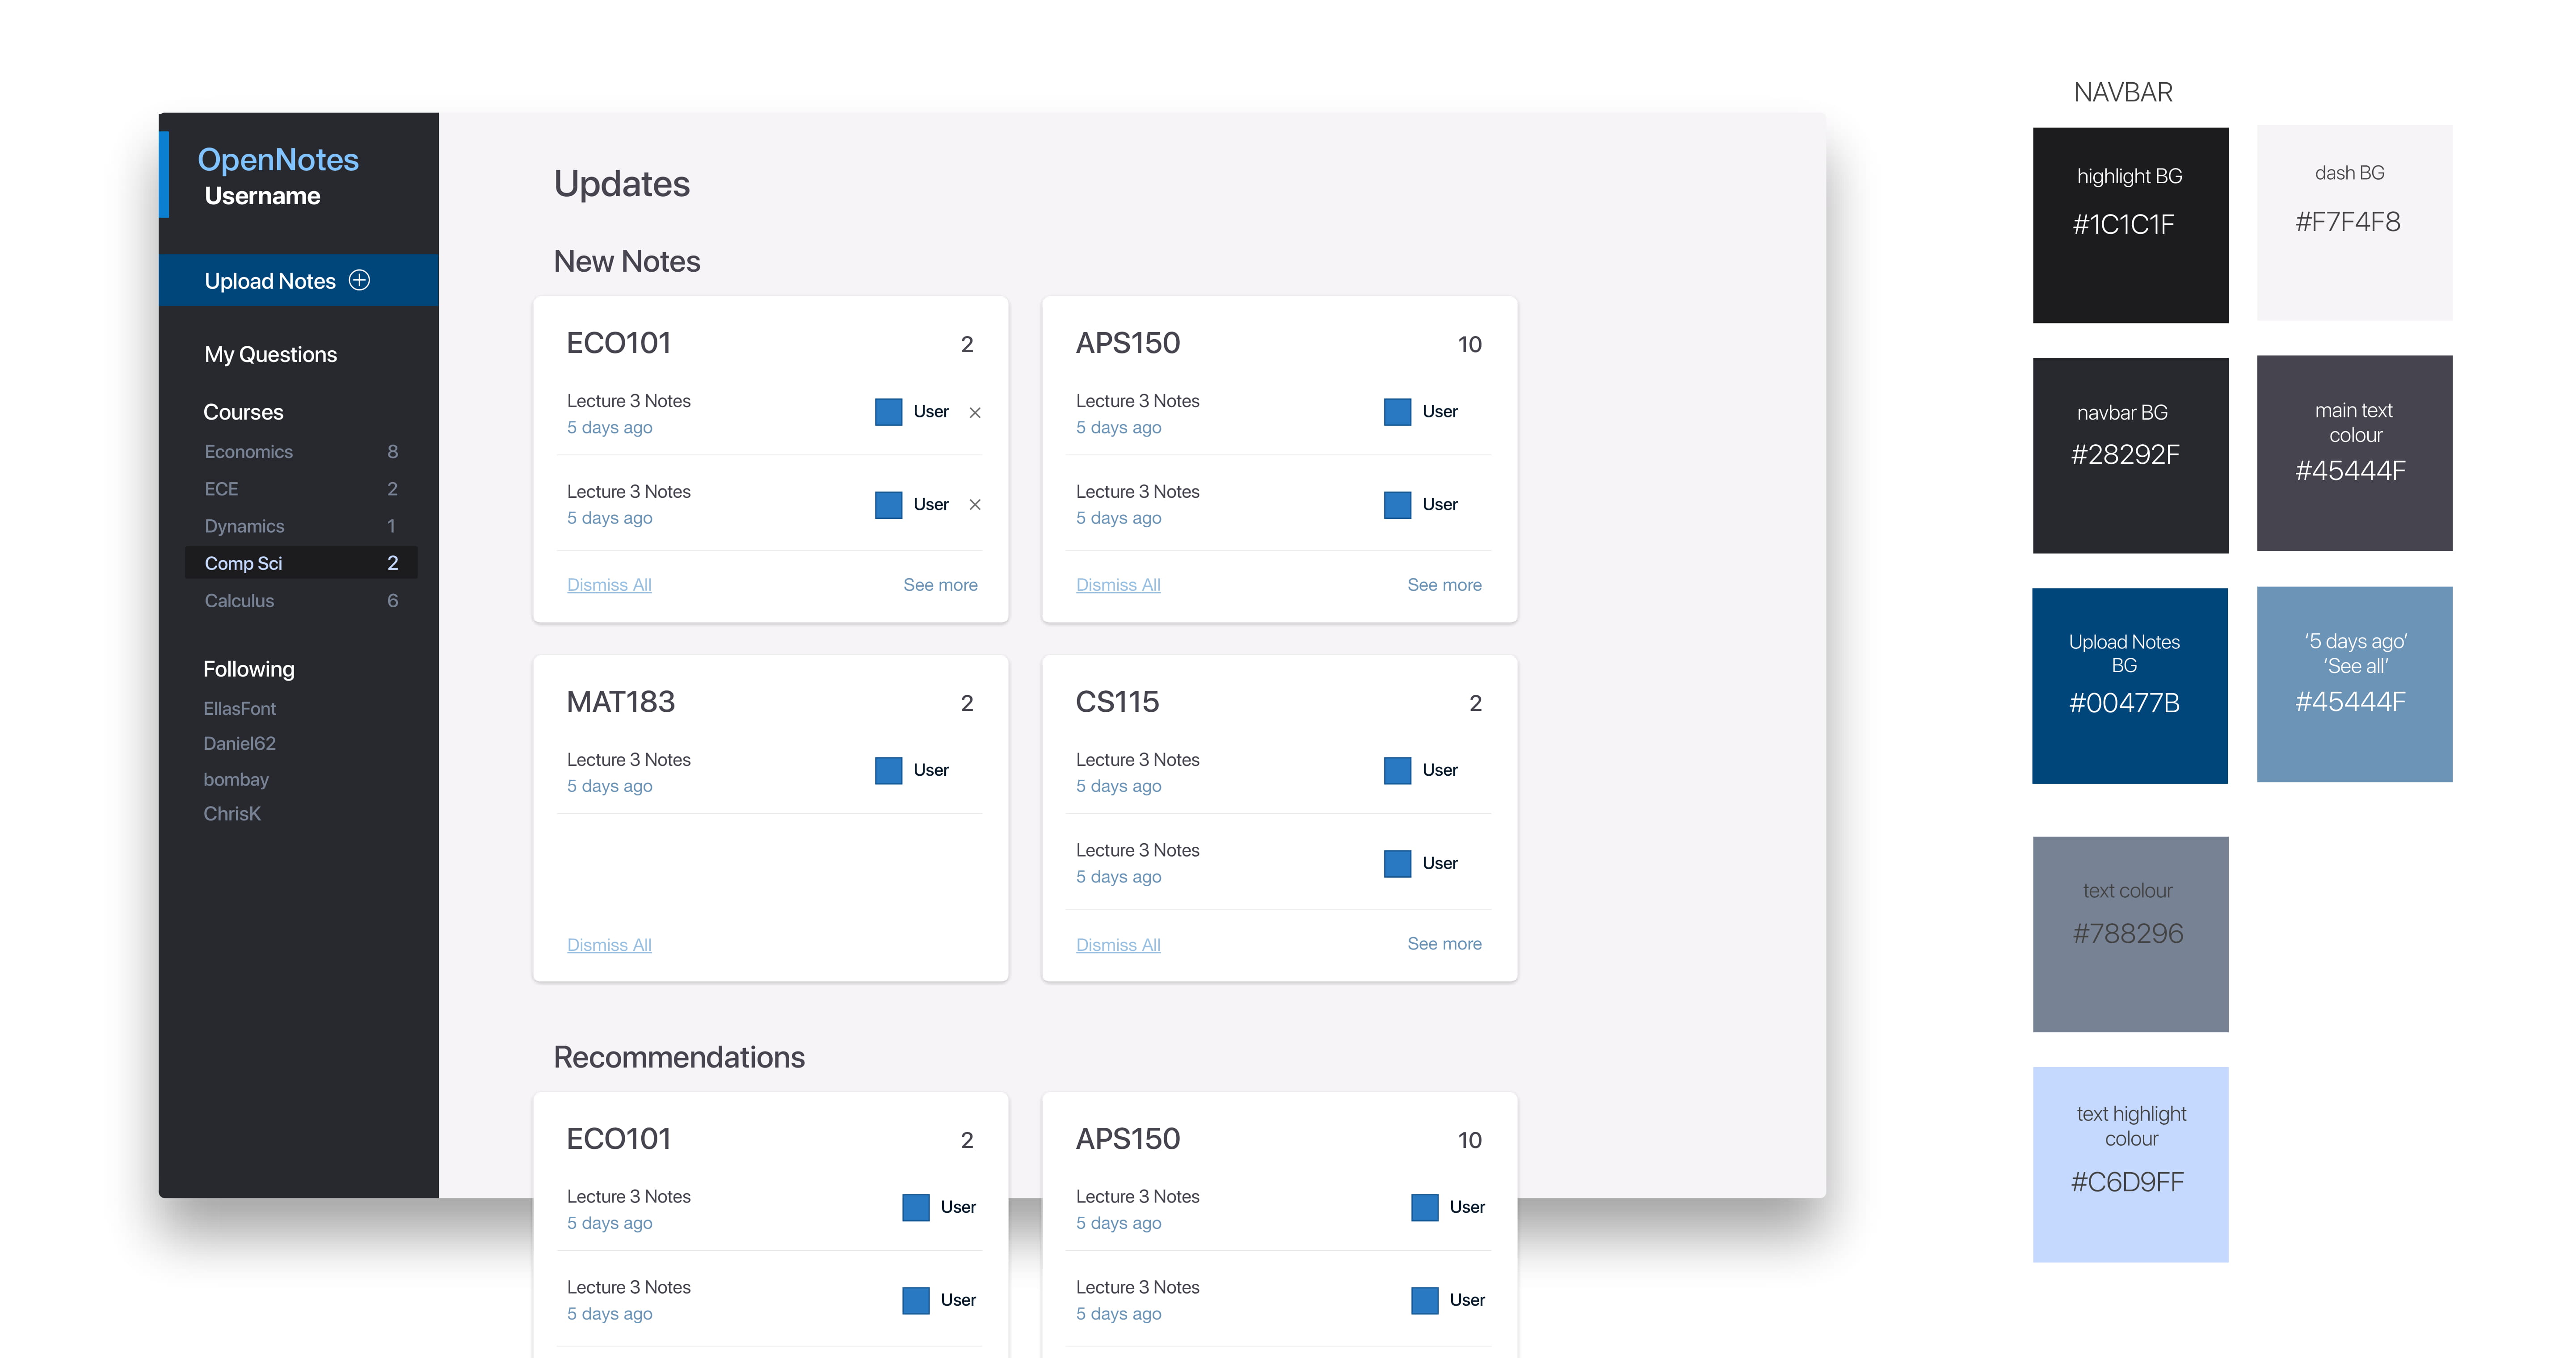 OpenNotes
Username
Upload Notes
My Questions
Courses
Economics 8
ECE 2
Dynamics 1
Comp Sci 2
Calculus 6
Following
EllasFont
Daniel62
bombay
ChrisK
Updates
New Notes
ECO101 2
Lecture 3 Notes
5 days ago
User
Lecture 3 Notes
5 days ago
User
Dismiss All See more
APS150 10
Lecture 3 Notes
5 days ago
User
Lecture 3 Notes
5 days ago
User
Dismiss All See more
MAT183 2
Lecture 3 Notes
5 days ago
User
Dismiss All
CS115 2
Lecture 3 Notes
5 days ago
User
Lecture 3 Notes
5 days ago
User
Dismiss All See more
Recommendations
ECO101 2
Lecture 3 Notes
5 days ago
User
Lecture 3 Notes
5 days ago
User
APS150 10
Lecture 3 Notes
5 days ago
User
Lecture 3 Notes
5 days ago
User
NAVBAR
highlight BG
#1C1C1F
navbar BG
#28292F
Upload Notes
BG
#00477B
text colour
#788296
text highlight
colour
#C6D9FF
dash BG
#F7F4F8
main text
colour
#45444F
‘5 days ago’
‘See all’
#45444F